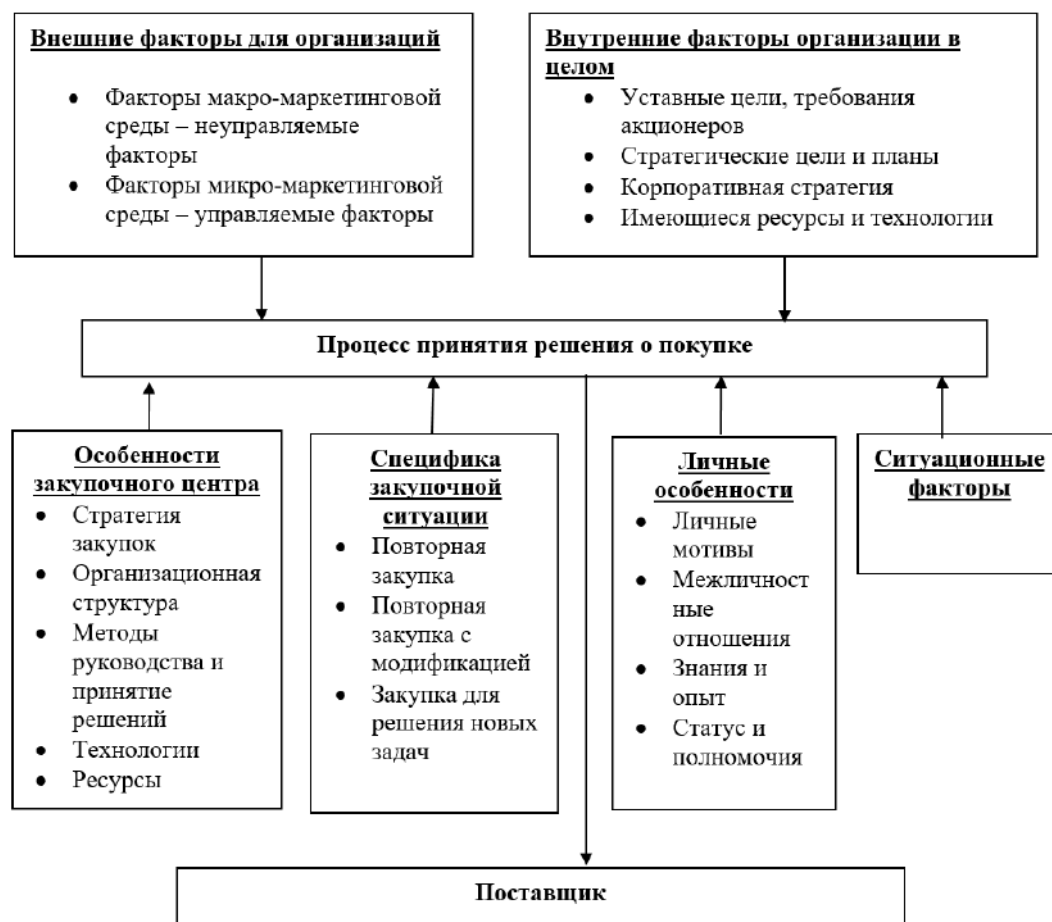 Внешние факторы для организаций
• Факторы макро-маркетинговой
среды – неуправляемые
факторы
• Факторы микро-маркетинговой
среды – управляемые факторы
Внутренние факторы организации в
целом
• Уставные цели, требования
акционеров
• Стратегические цели и планы
• Корпоративная стратегия
• Имеющиеся ресурсы и технологии
Процесс принятия решения о покупке
Особенности
закупочного центра
• Стратегия
закупок
• Организационная
структура
• Методы
руководства и
принятие
решений
• Технологии
• Ресурсы
Специфика
закупочной
ситуации
• Повторная
закупка
• Повторная
закупка с
модификацией
• Закупка для
решения новых
задач
Личные
особенности
• Личные
мотивы
• Межличност
ные
отношения
• Знания и
опыт
• Статус и
полномочия
Ситуационные
факторы
Поставщик